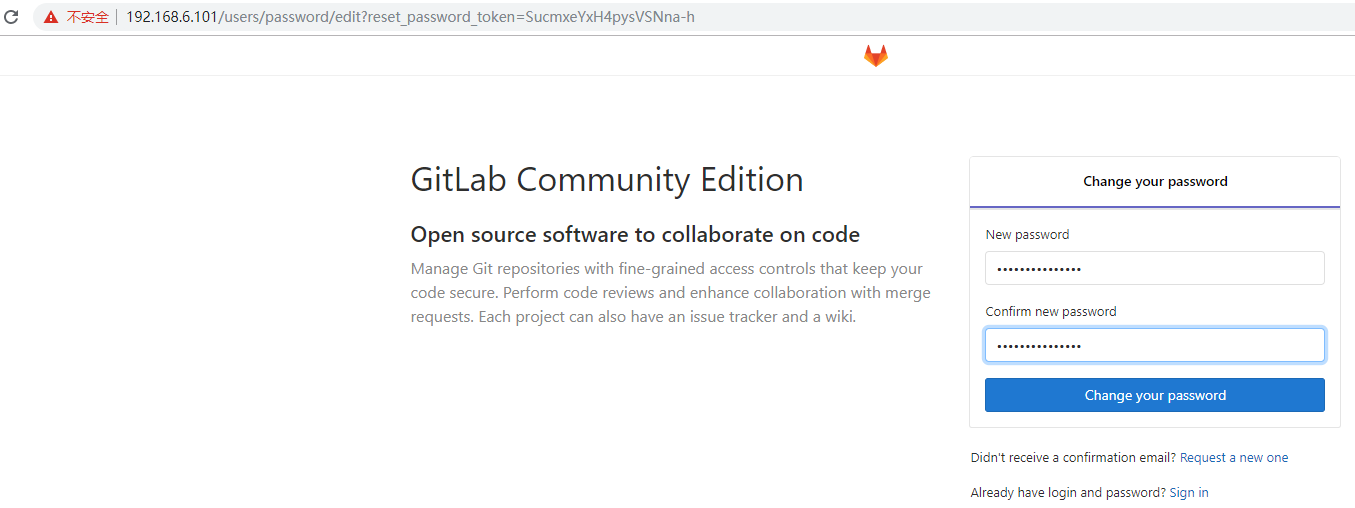 不安全 192.168.6.101/users/password/edit?reset_password_token=SucmxeYxH4pysVSNna-h
GitLab Community Edition
Open source software to collaborate on code
Manage Git repositories with fine-grained access controls that keep your
code secure. Perform code reviews and enhance collaboration with merge
requests. Each project can also have an issue tracker and a wiki.
Change your password
New password
•••••••••••••••
Confirm new password
•••••••••••••••
Change your password
Didn't receive a confirmation email? Request a new one
Already have login and password? Sign in